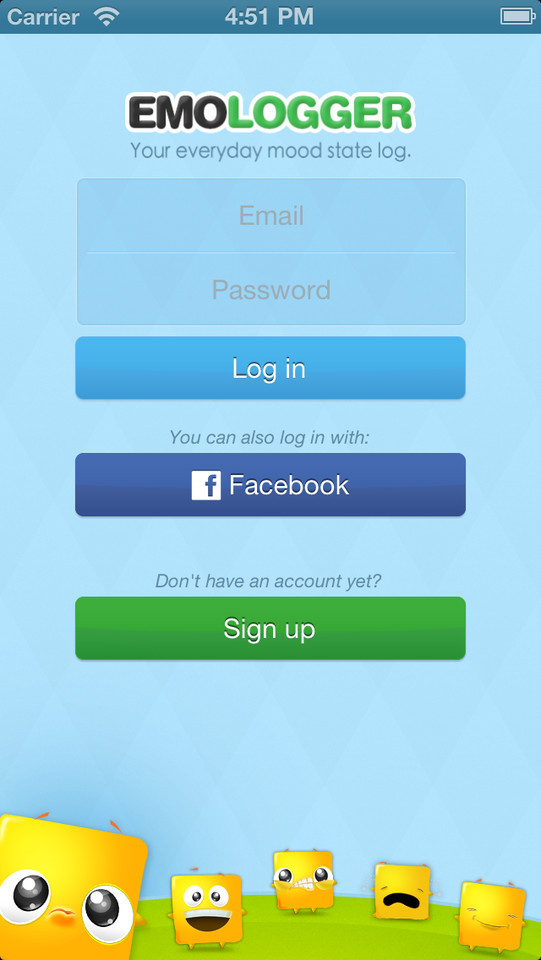 Carrier 4:51 PM
EMOLOGGER
Your everyday mood state log.
Email
Password
Log in
You can also log in with:
f Facebook
Don't have an account yet?
Sign up